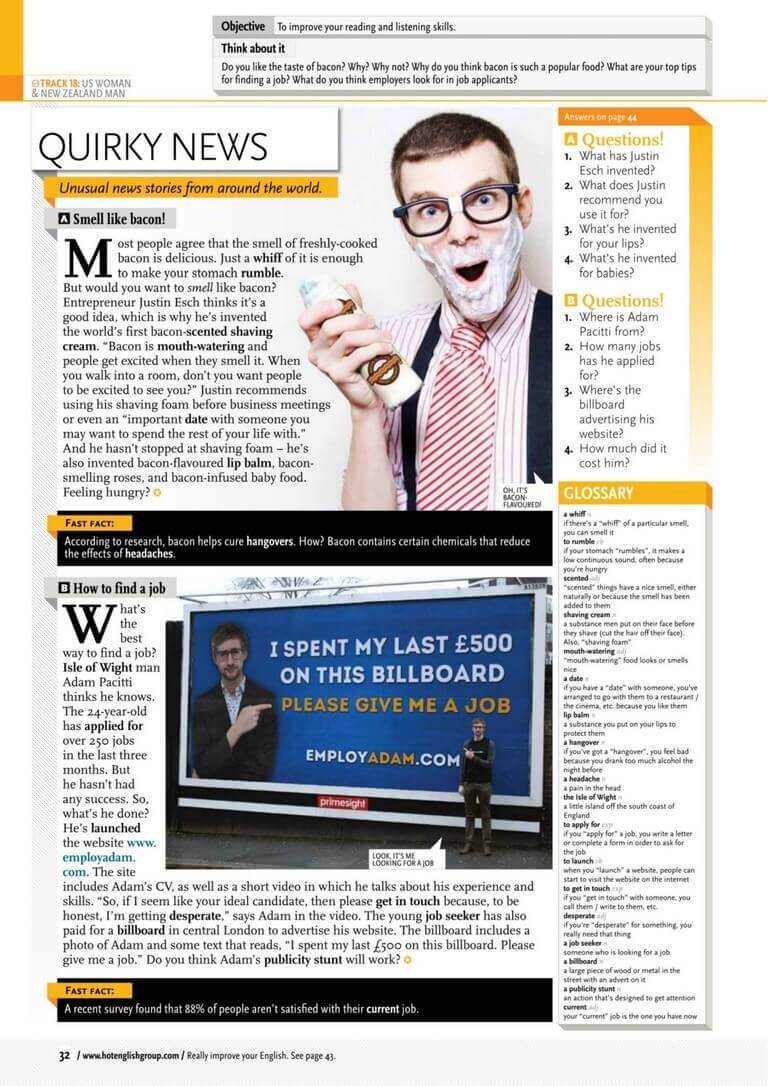 Objective To improve your reading and listening skills.
Think about it
Do you like the taste of bacon? Why? Why not? Why do you think bacon is such a popular food? What are your top tips
for finding a job? What do you think employers look for in job applicants?
TRACK 18: US WOMAN
& NEW ZEALAND MAN
QUIRKY NEWS
Unusual news stories from around the world.
A Smell like bacon!
Most people agree that the smell of freshly-cooked
bacon is delicious. Just a whiff of it is enough
to make your stomach rumble.
But would you want to smell like bacon?
Entrepreneur Justin Esch thinks it's a
good idea, which is why he's invented
the world's first bacon-scented shaving
cream. “Bacon is mouth-watering and
people get excited when they smell it. When
you walk into a room, don't you want people
to be excited to see you?” Justin recommends
using his shaving foam before business meetings
or even an “important date with someone you
may want to spend the rest of your life with.”
And he hasn't stopped at shaving foam – he's
also invented bacon-flavoured lip balm, bacon-
smelling roses, and bacon-infused baby food.
Feeling hungry?
OH, IT'S
BACON-
FLAVOURED!
FAST FACT:
According to research, bacon helps cure hangovers. How? Bacon contains certain chemicals that reduce
the effects of headaches.
B How to find a job
What's
the
best
way to find a job?
Isle of Wight man
Adam Pacitti
thinks he knows.
The 24-year-old
has applied for
over 250 jobs
in the last three
months. But
he hasn't had
any success. So,
what's he done?
He's launched
the website www.
employadam.
com. The site
includes Adam's CV, as well as a short video in which he talks about his experience and
skills. “So, if I seem like your ideal candidate, then please get in touch because, to be
honest, I'm getting desperate,” says Adam in the video. The young job seeker has also
paid for a billboard in central London to advertise his website. The billboard includes a
photo of Adam and some text that reads, “I spent my last £500 on this billboard. Please
give me a job.” Do you think Adam's publicity stunt will work?
I SPENT MY LAST £500
ON THIS BILLBOARD
PLEASE GIVE ME A JOB
EMPLOYADAM.COM
primesight
LOOK, IT'S ME
LOOKING FOR A JOB
FAST FACT:
A recent survey found that 88% of people aren't satisfied with their current job.
Answers on page 44
A Questions!
1. What has Justin
Esch invented?
2. What does Justin
recommend you
use it for?
3. What's he invented
for your lips?
4. What's he invented
for babies?
B Questions!
1. Where is Adam
Pacitti from?
2. How many jobs
has he applied
for?
3. Where's the
billboard
advertising his
website?
4. How much did it
cost him?
GLOSSARY
a whiff n
if there's a “whiff” of a particular smell,
you can smell it
to rumble vb
if your stomach “rumbles”, it makes a
low continuous sound, often because
you're hungry
scented adj
“scented” things have a nice smell, either
naturally or because the smell has been
added to them
shaving cream n
a substance men put on their face before
they shave (cut the hair off their face).
Also, “shaving foam”
mouth-watering adj
“mouth-watering” food looks or smells
nice
a date n
if you have a “date” with someone, you've
arranged to go with them to a restaurant /
the cinema, etc. because you like them
lip balm n
a substance you put on your lips to
protect them
a hangover n
if you've got a “hangover”, you feel bad
because you drank too much alcohol the
night before
a headache n
a pain in the head
the Isle of Wight n
a little island off the south coast of
England
to apply for exp
if you “apply for” a job, you write a letter
or complete a form in order to ask for
the job
to launch vb
when you “launch” a website, people can
start to visit the website on the internet
to get in touch exp
if you “get in touch” with someone, you
call them / write to them, etc.
desperate adj
if you're “desperate” for something, you
really need that thing
a job seeker n
someone who is looking for a job
a billboard n
a large piece of wood or metal in the
street with an advert on it
a publicity stunt n
an action that's designed to get attention
current adj
your “current” job is the one you have now
32 / www.hotenglishgroup.com / Really improve your English. See page 43.